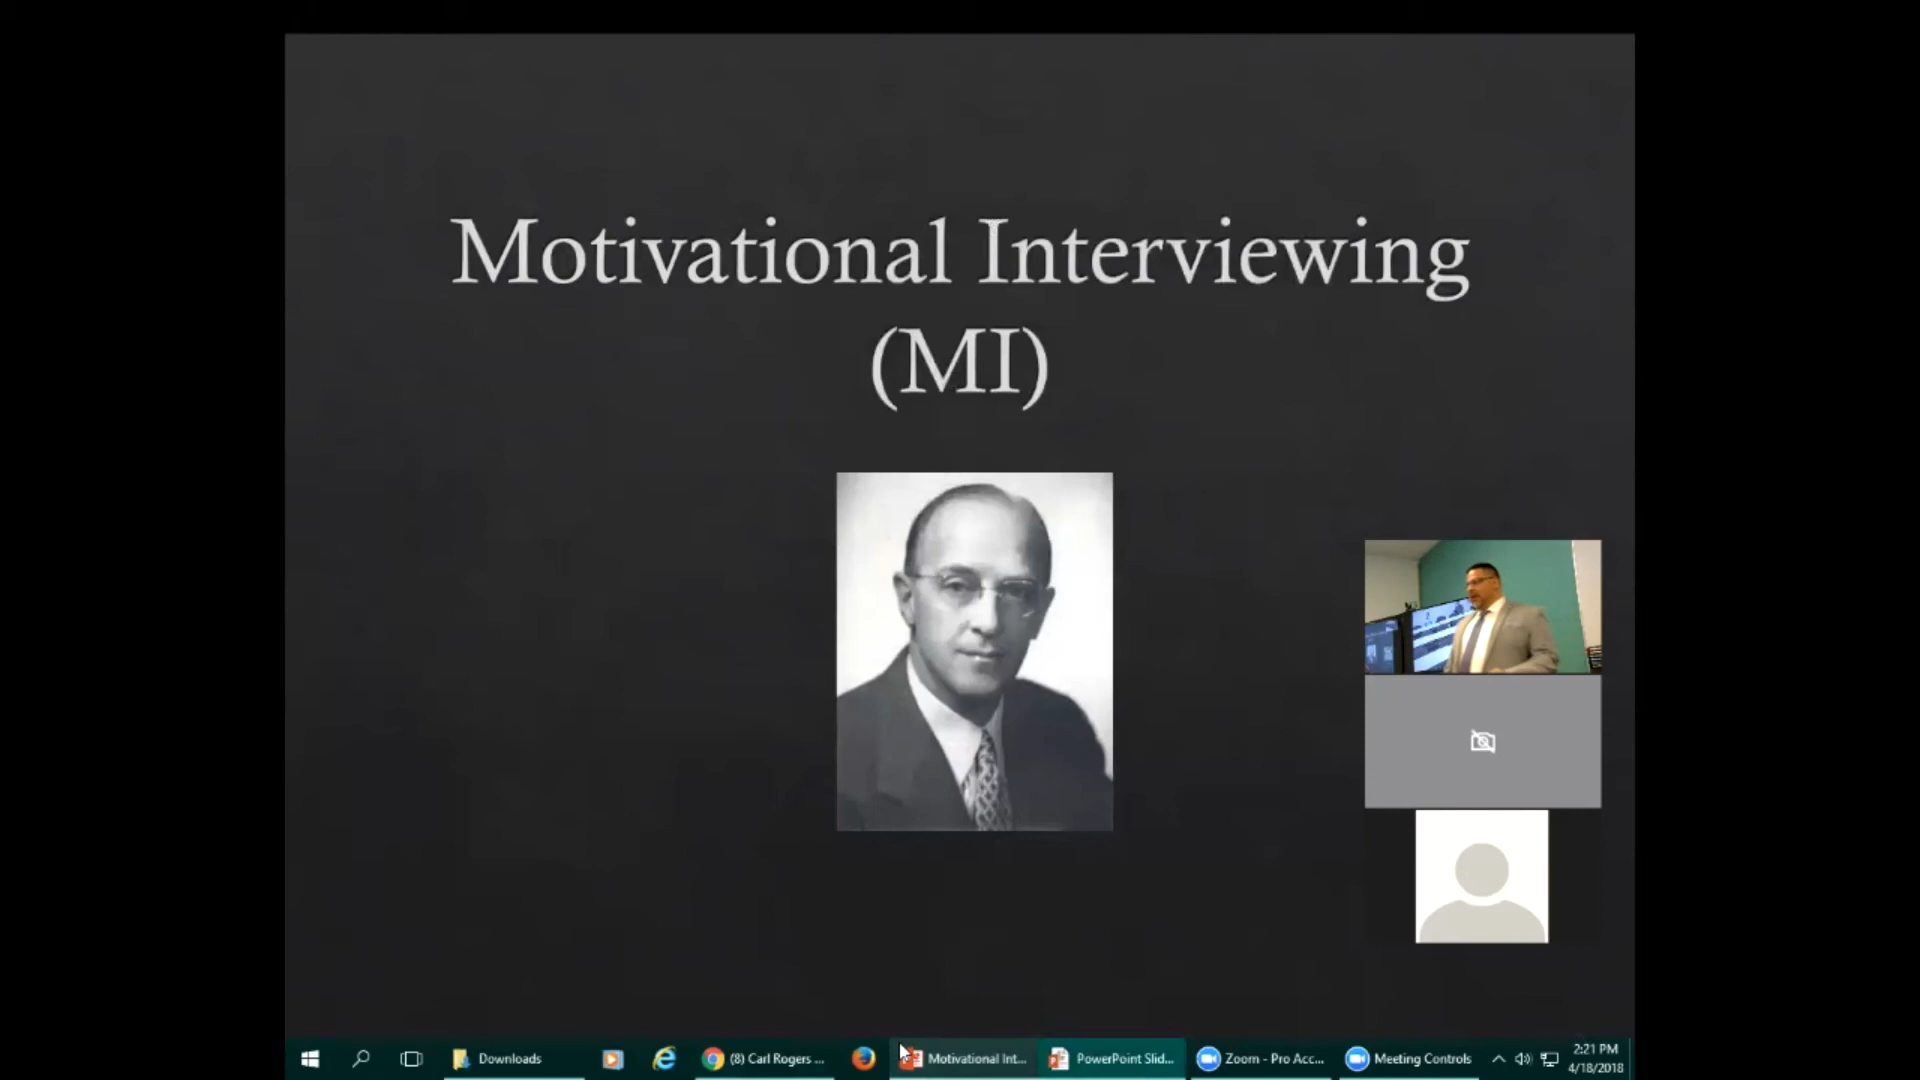 Motivational Interviewing
(MI)
Downloads
(8) Carl Rogers ...
Motivational Int...
PowerPoint Slid...
Zoom - Pro Acc...
Meeting Controls
2:21 PM
4/18/2018